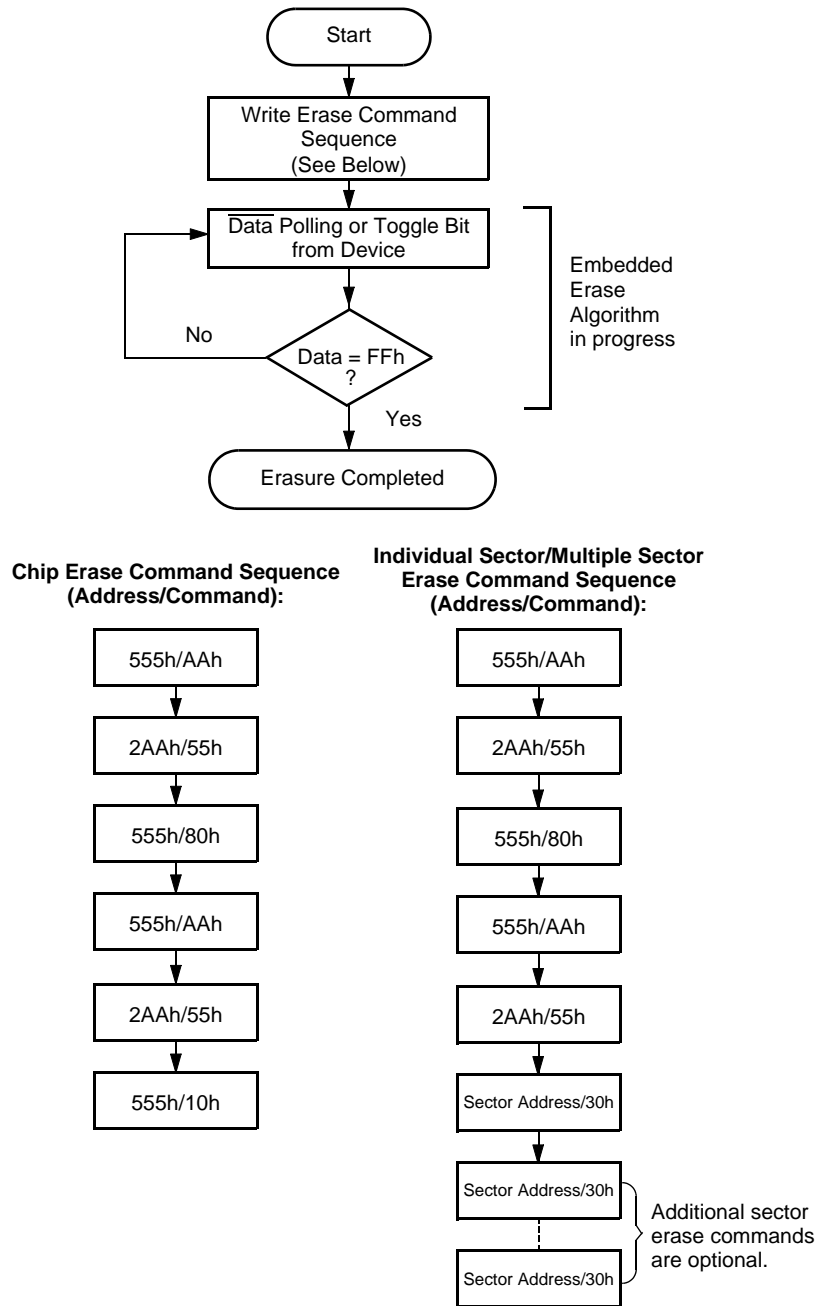 Start
Write Erase Command
Sequence
(See Below)
Data Polling or Toggle Bit
from Device
Embedded
Erase
Algorithm
in progress
No
Data = FFh
?
Yes
Erasure Completed
Chip Erase Command Sequence
(Address/Command):
555h/AAh
2AAh/55h
555h/80h
555h/AAh
2AAh/55h
555h/10h
Individual Sector/Multiple Sector
Erase Command Sequence
(Address/Command):
555h/AAh
2AAh/55h
555h/80h
555h/AAh
2AAh/55h
Sector Address/30h
Sector Address/30h
Sector Address/30h
Additional sector
erase commands
are optional.